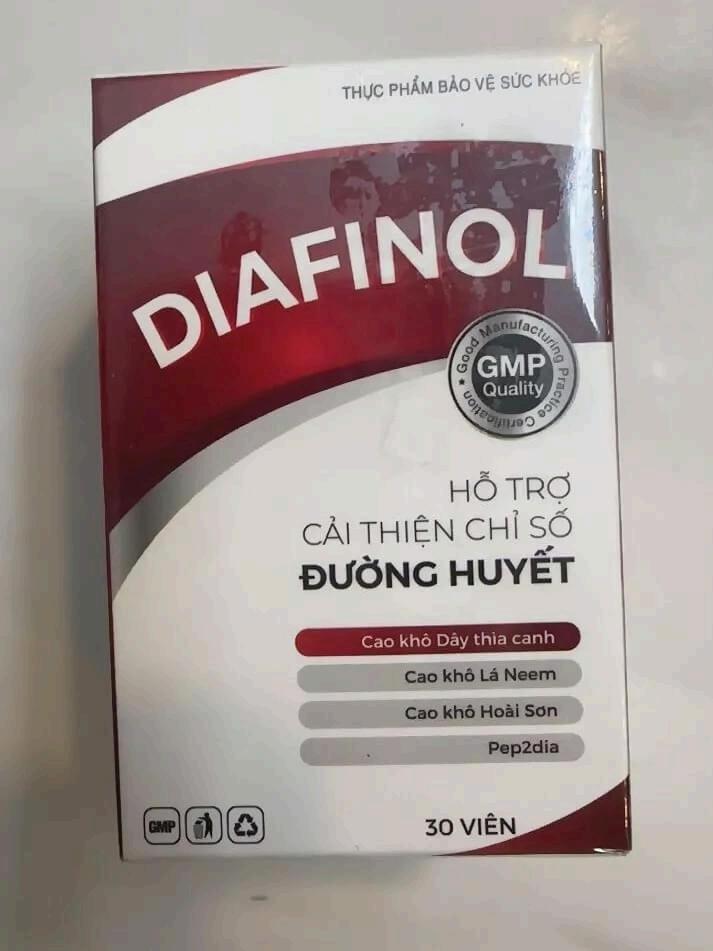 THỰC PHẨM BẢO VỆ SỨC KHỎE
DIAFINOL
Good Manufacturing Practice Certification
GMP
Quality
HỖ TRỢ
CẢI THIỆN CHỈ SỐ
ĐƯỜNG HUYẾT
Cao khô Dây thìa canh
Cao khô Lá Neem
Cao khô Hoài Sơn
Pep2dia
GMP
30 VIÊN